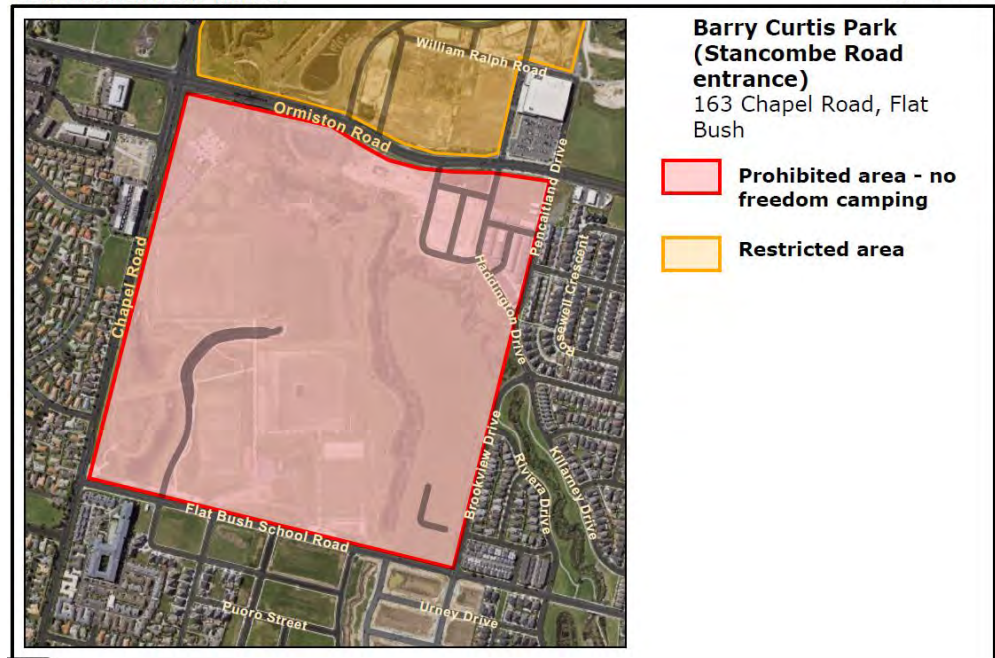 William Ralph Road
Ormiston Road
Pencaitland Drive
Chapel Road
Haddington Drive
Rosewell Crescent
Brookview Drive
Riviera Drive
Killarney Drive
Flat Bush School Road
Puoro Street
Urney Drive
Barry Curtis Park
(Stancombe Road
entrance)
163 Chapel Road, Flat
Bush
Prohibited area - no
freedom camping
Restricted area